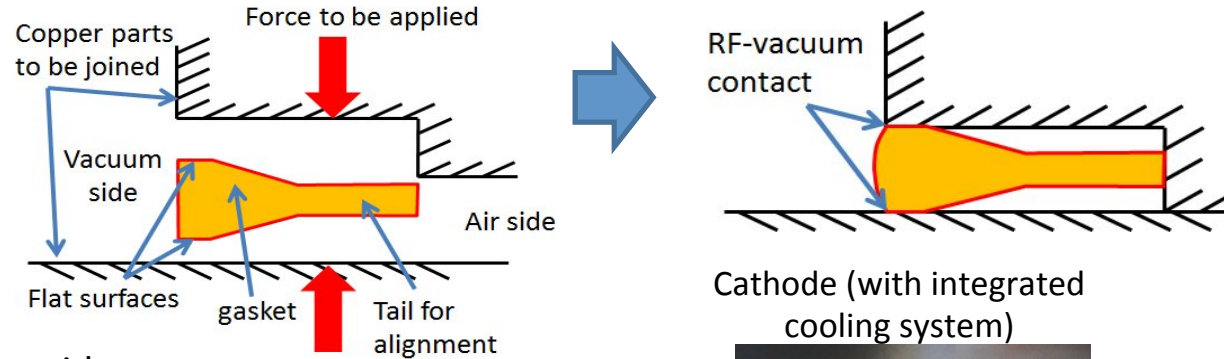 Force to be applied
Copper parts
to be joined
Vacuum
side
Air side
Flat surfaces
gasket
Tail for
alignment
RF-vacuum
contact
Cathode (with integrated
cooling system)